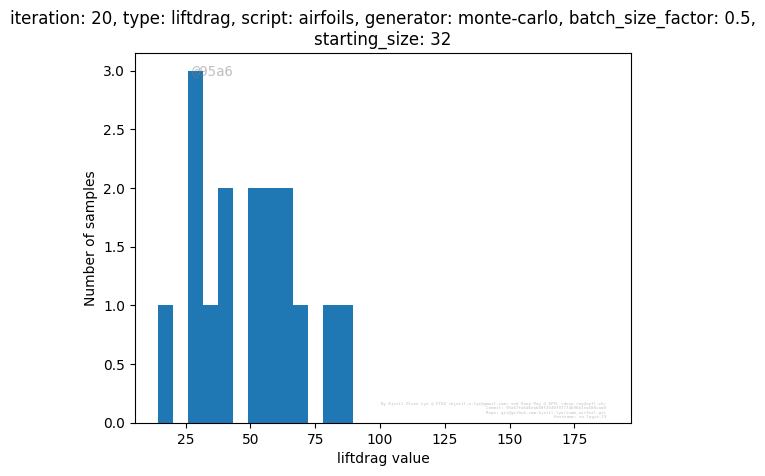 iteration: 20, type: liftdrag, script: airfoils, generator: monte-carlo, batch_size_factor: 0.5,
starting_size: 32
@95a6
3.0
2.5
2.0
1.5
1.0
0.5
0.0
Number of samples
25
50
75
100
125
150
175
liftdrag value